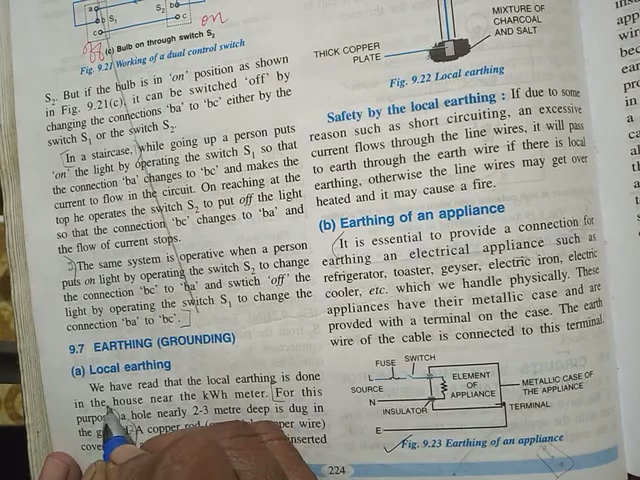 a
b S₁
c
off
S₂
b
c
on
(c) Bulb on through switch S₂
Fig. 9.21 Working of a dual control switch
S₂. But if the bulb is in 'on' position as shown
in Fig. 9.21(c), it can be switched 'off' by
changing the connections 'ba' to 'bc' either by the
switch S₁ or the switch S₂.
In a staircase, while going up a person puts
'on' the light by operating the switch S₁ so that
the connection 'ba' changes to 'bc' and makes the
current to flow in the circuit. On reaching the
top he operates the switch S₂ to put off the light
so that the connection 'bc' changes to 'ba' and
the flow of current stops.
The same system is operative when a person
puts on light by operating the switch S₂ to change
the connection 'bc' to 'ba' and swtich 'off' the
light by operating the switch S₁ to change the
connection 'ba' to 'bc'.
9.7 EARTHING (GROUNDING)
(a) Local earthing
We have read that the local earthing is done
in the house near the kWh meter. For this
purpo a hole nearly 2-3 metre deep is dug in
the A copper rod per wire)
cove inserted
MIXTURE OF
CHARCOAL
AND SALT
THICK COPPER
PLATE
Fig. 9.22 Local earthing
Safety by the local earthing : If due to some
reason such as short circuiting, an excessive
current flows through the line wires, it will pass
to earth through the earth wire if there is local
earthing, otherwise the line wires may get over
heated and it may cause a fire.
(b) Earthing of an appliance
It is essential to provide a connection for
earthing an electrical appliance such as
refrigerator, toaster, geyser, electric iron, electric
cooler, etc. which we handle physically. These
appliances have their metallic case and are
provded with a terminal on the case. The earth
wire of the cable is connected to this terminal.
FUSE SWITCH
L
SOURCE
N
INSULATOR
E
ELEMENT
OF
APPLIANCE
METALLIC CASE OF
THE APPLIANCE
TERMINAL
Fig. 9.23 Earthing of an appliance
224